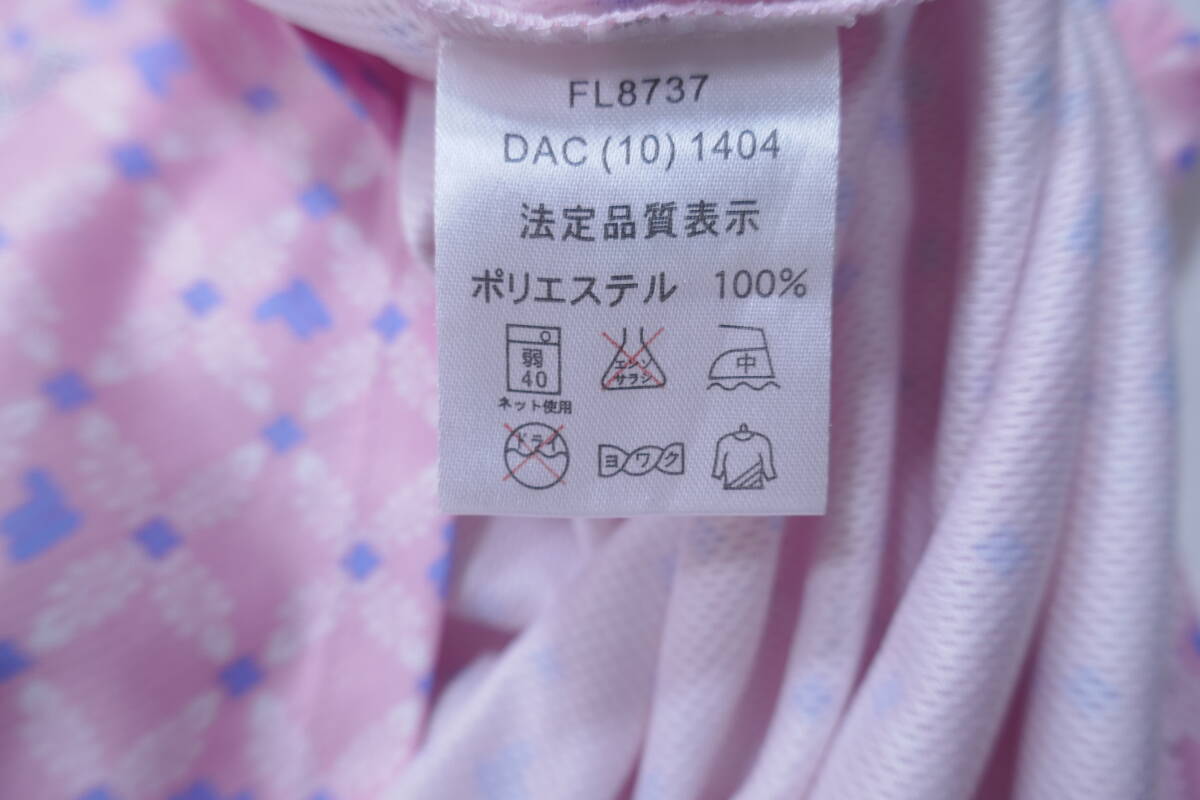 FL8737
DAC (10) 1404
法定品質表示
ポリエステル 100%
弱
40
ネット使用
エンソ
サラシ
中
ドライ
ヨワク